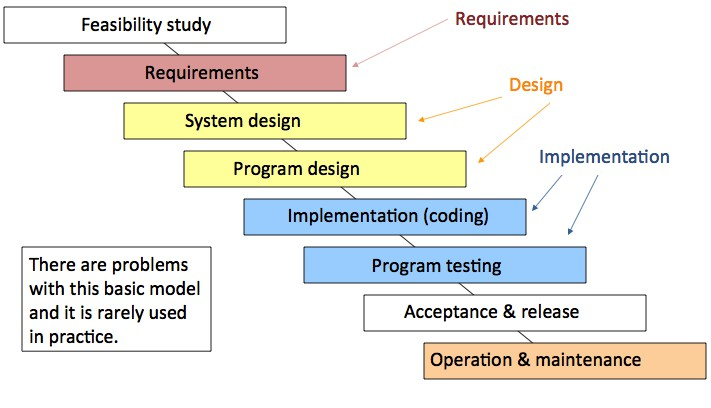 Feasibility study
Requirements
Requirements
Design
System design
Program design
Implementation
Implementation (coding)
Program testing
There are problems
with this basic model
and it is rarely used
in practice.
Acceptance & release
Operation & maintenance